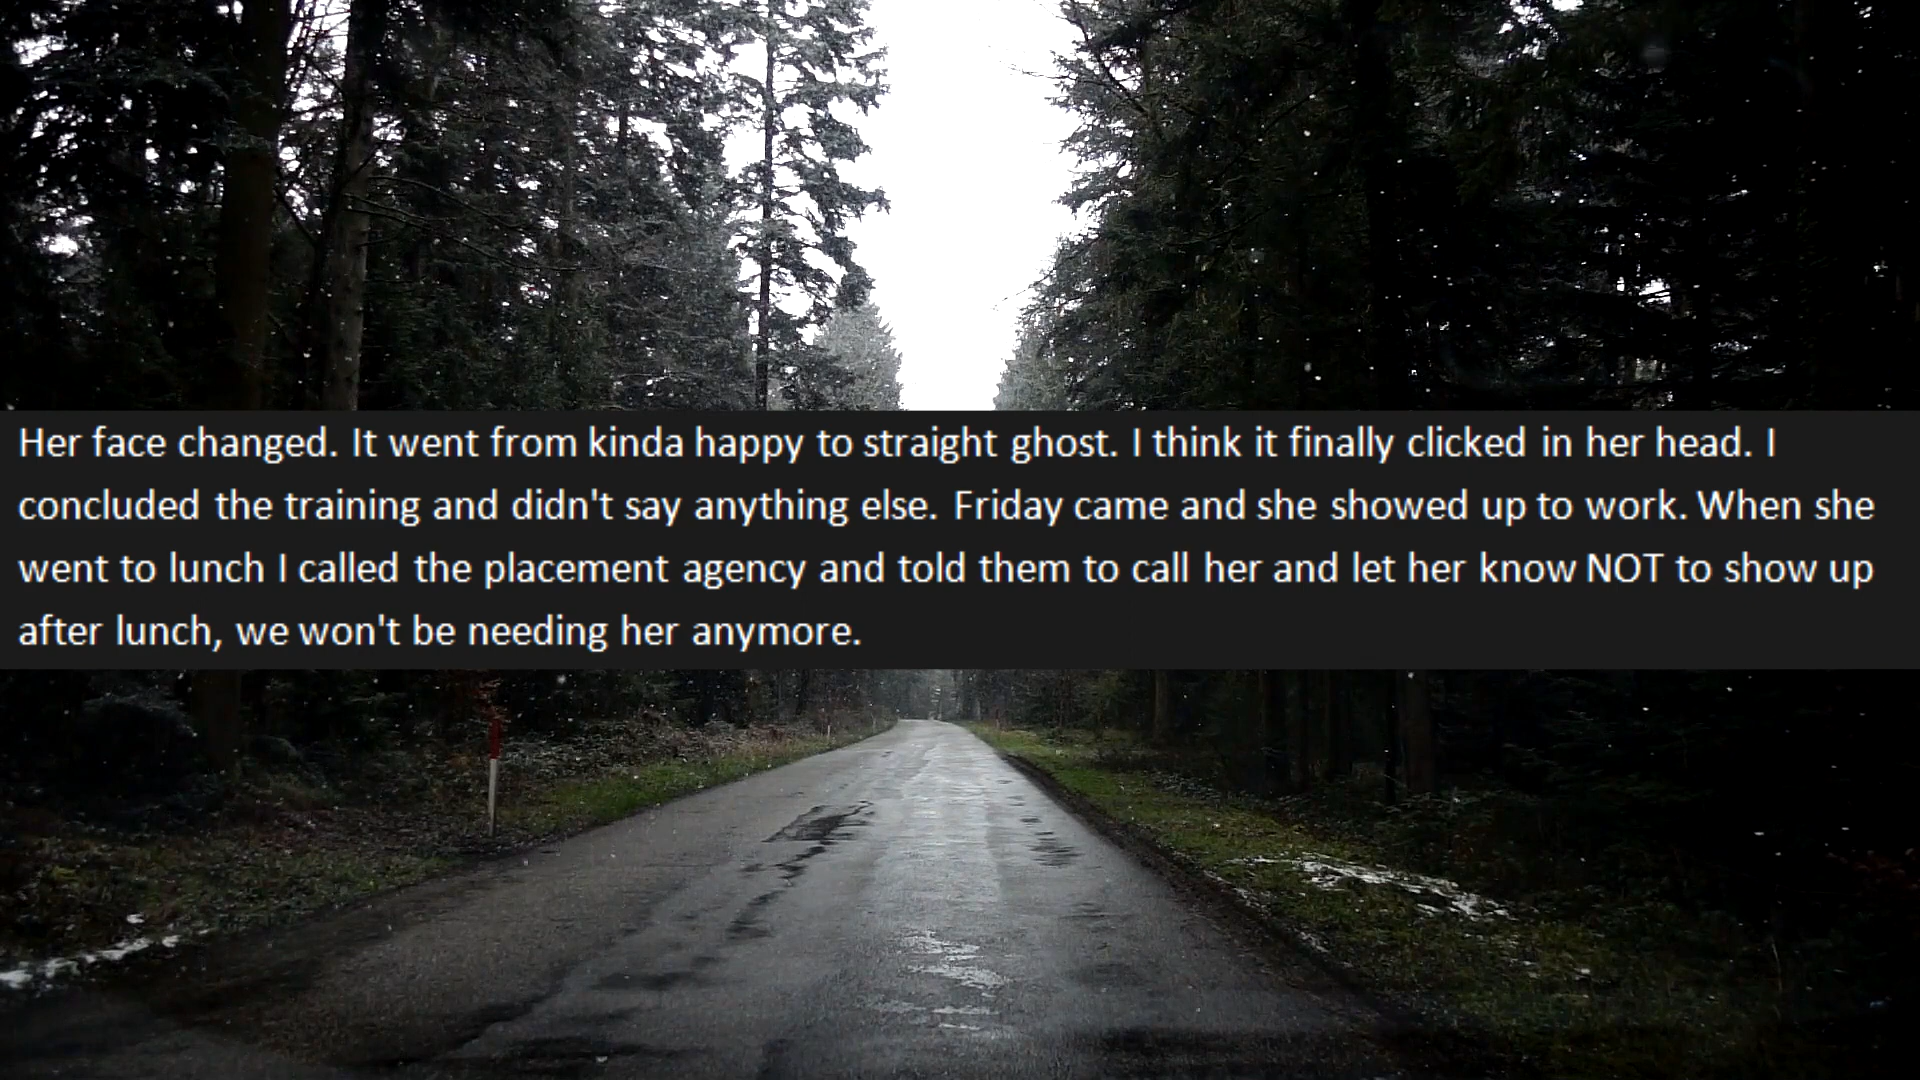 Her face changed. It went from kinda happy to straight ghost. I think it finally clicked in her head. I
concluded the training and didn't say anything else. Friday came and she showed up to work. When she
went to lunch I called the placement agency and told them to call her and let her know NOT to show up
after lunch, we won't be needing her anymore.